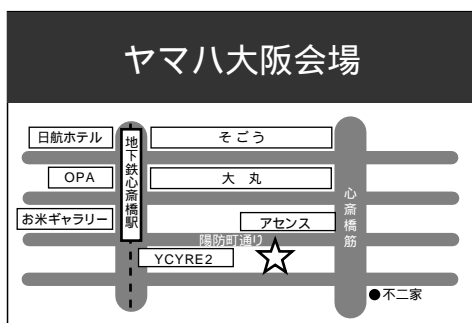 ヤマハ大阪会場
日航ホテル
そごう
地下鉄心斎橋駅
OPA
大丸
心斎橋筋
お米ギャラリー
アセンス
陽防町通り
YCYRE2
●不二家